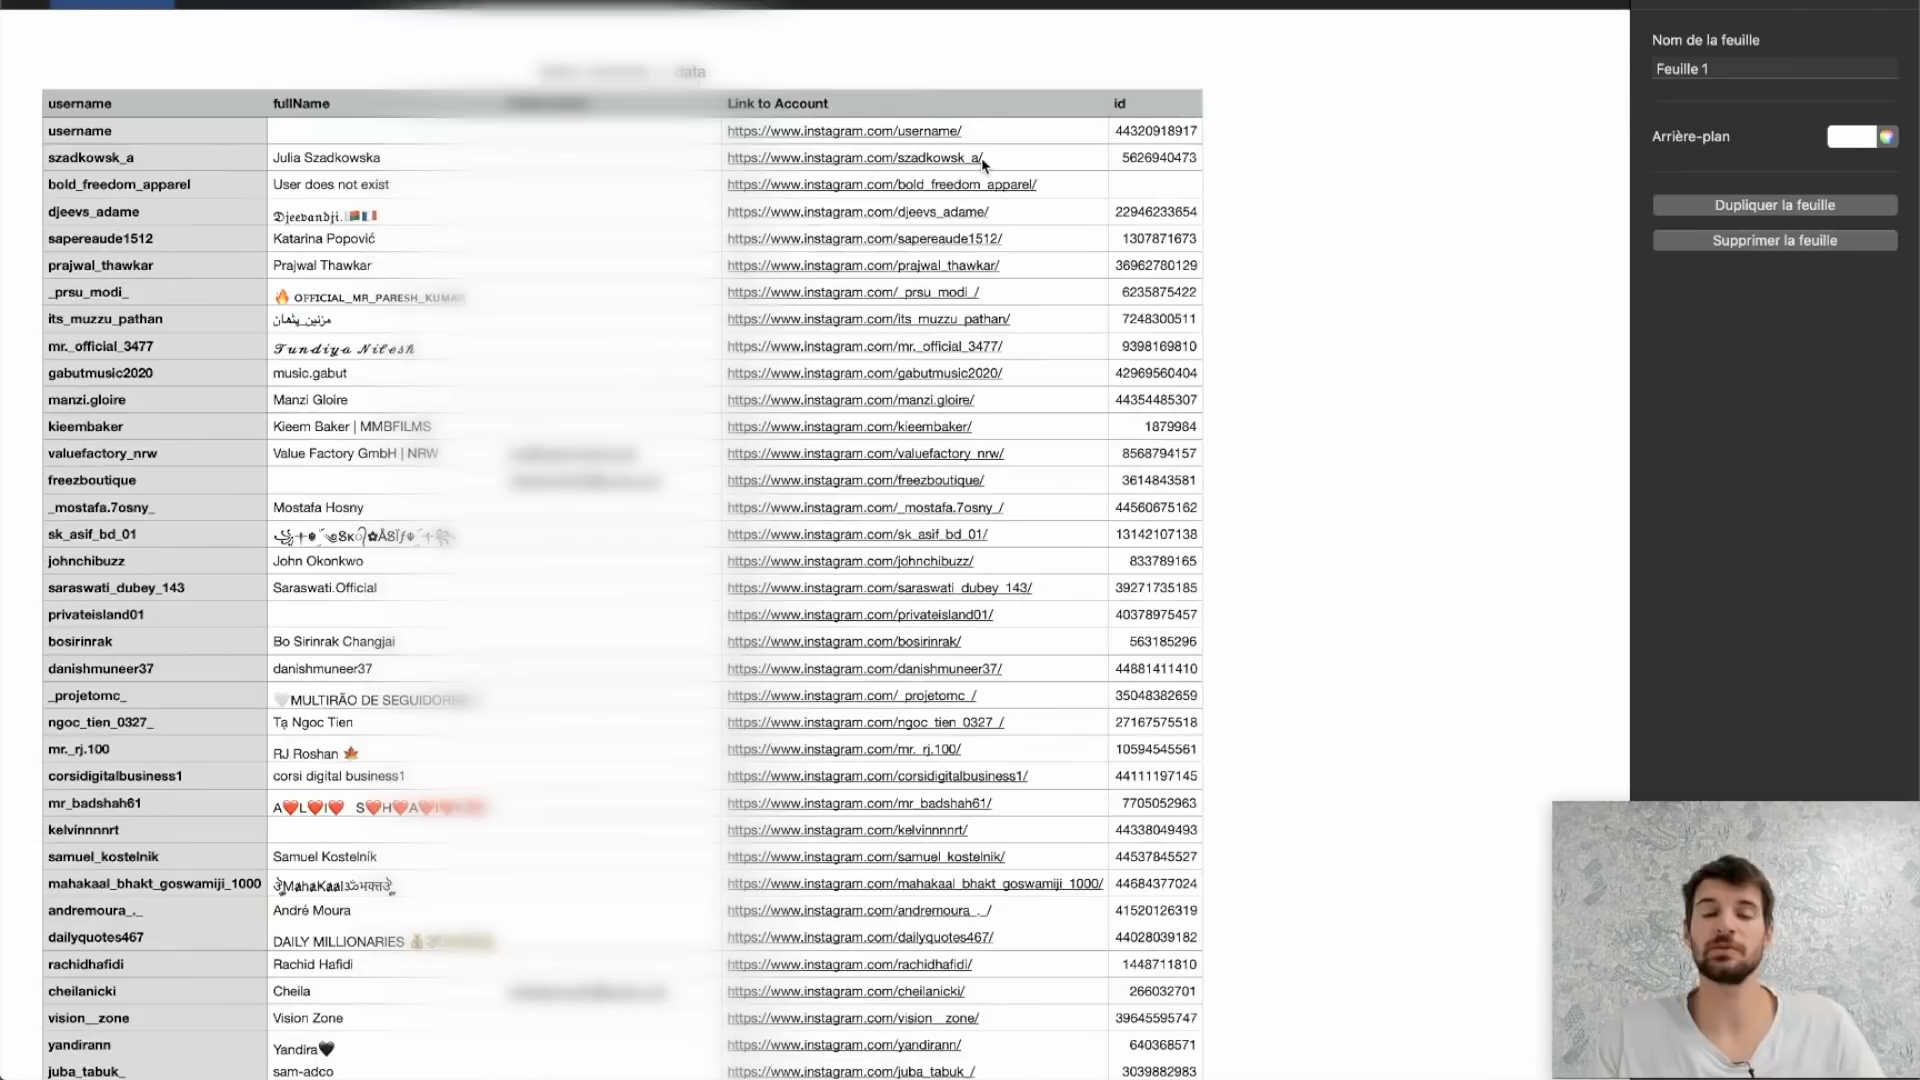 data
username fullName Link to Account id
username https://www.instagram.com/username/ 44320918917
szadkowsk_a Julia Szadkowska https://www.instagram.com/szadkowsk_a/ 5626940473
bold_freedom_apparel User does not exist https://www.instagram.com/bold_freedom_apparel/
djeevs_adame 𝕯𝖏𝖊𝖊𝖛𝖆𝖓𝖉𝖏𝖎.🇲🇬🇫🇷 https://www.instagram.com/djeevs_adame/ 22946233654
sapereaude1512 Katarina Popović https://www.instagram.com/sapereaude1512/ 1307871673
prajwal_thawkar Prajwal Thawkar https://www.instagram.com/prajwal_thawkar/ 36962780129
_prsu_modi_ 🔥 ᴏꜰꜰɪᴄɪᴀʟ_ᴍʀ_ᴘᴀʀᴇꜱʜ_ᴋᴜᴍᴀʀ https://www.instagram.com/_prsu_modi_/ 6235875422
its_muzzu_pathan مزنین_پٹھان https://www.instagram.com/its_muzzu_pathan/ 7248300511
mr._official_3477 𝓣𝓾𝓷𝓭𝓲𝔂𝓪 𝓝𝓲𝓵𝓮𝓼𝓱 https://www.instagram.com/mr._official_3477/ 9398169810
gabutmusic2020 music.gabut https://www.instagram.com/gabutmusic2020/ 42969560404
manzi.gloire Manzi Gloire https://www.instagram.com/manzi.gloire/ 44354485307
kieembaker Kieem Baker | MMBFILMS https://www.instagram.com/kieembaker/ 1879984
valuefactory_nrw Value Factory GmbH | NRW https://www.instagram.com/valuefactory_nrw/ 8568794157
freezboutique https://www.instagram.com/freezboutique/ 3614843581
_mostafa.7osny_ Mostafa Hosny https://www.instagram.com/_mostafa.7osny_/ 44560675162
sk_asif_bd_01 https://www.instagram.com/sk_asif_bd_01/ 13142107138
johnchibuzz John Okonkwo https://www.instagram.com/johnchibuzz/ 833789165
saraswati_dubey_143 Saraswati.Official https://www.instagram.com/saraswati_dubey_143/ 39271735185
privateisland01 https://www.instagram.com/privateisland01/ 40378975457
bosirinrak Bo Sirinrak Changjai https://www.instagram.com/bosirinrak/ 563185296
danishmuneer37 danishmuneer37 https://www.instagram.com/danishmuneer37/ 44881411410
_projetomc_ 🤍MULTIRÃO DE SEGUIDORES https://www.instagram.com/_projetomc_/ 35048382659
ngoc_tien_0327_ Tạ Ngoc Tien https://www.instagram.com/ngoc_tien_0327_/ 27167575518
mr._rj.100 RJ Roshan 🍁 https://www.instagram.com/mr._rj.100/ 10594545561
corsidigitalbusiness1 corsi digital business1 https://www.instagram.com/corsidigitalbusiness1/ 44111197145
mr_badshah61 A❤️L❤️I❤️ S❤️H❤️A❤️I❤️ https://www.instagram.com/mr_badshah61/ 7705052963
kelvinnnnrt https://www.instagram.com/kelvinnnnrt/ 44338049493
samuel_kostelnik Samuel Kostelník https://www.instagram.com/samuel_kostelnik/ 44537845527
mahakaal_bhakt_goswamiji_1000 MahaKaalॐभक्त https://www.instagram.com/mahakaal_bhakt_goswamiji_1000/ 44684377024
andremoura_._ André Moura https://www.instagram.com/andremoura_._/ 41520126319
dailyquotes467 DAILY MILLIONARIES 💰 https://www.instagram.com/dailyquotes467/ 44028039182
rachidhafidi Rachid Hafidi https://www.instagram.com/rachidhafidi/ 1448711810
cheilanicki Cheila https://www.instagram.com/cheilanicki/ 266032701
vision__zone Vision Zone https://www.instagram.com/vision__zone/ 39645595747
yandirann Yandira🖤 https://www.instagram.com/yandirann/ 640368571
juba_tabuk_ sam-adco https://www.instagram.com/juba_tabuk_/ 3039882983
Nom de la feuille
Feuille 1
Arrière-plan
Dupliquer la feuille
Supprimer la feuille